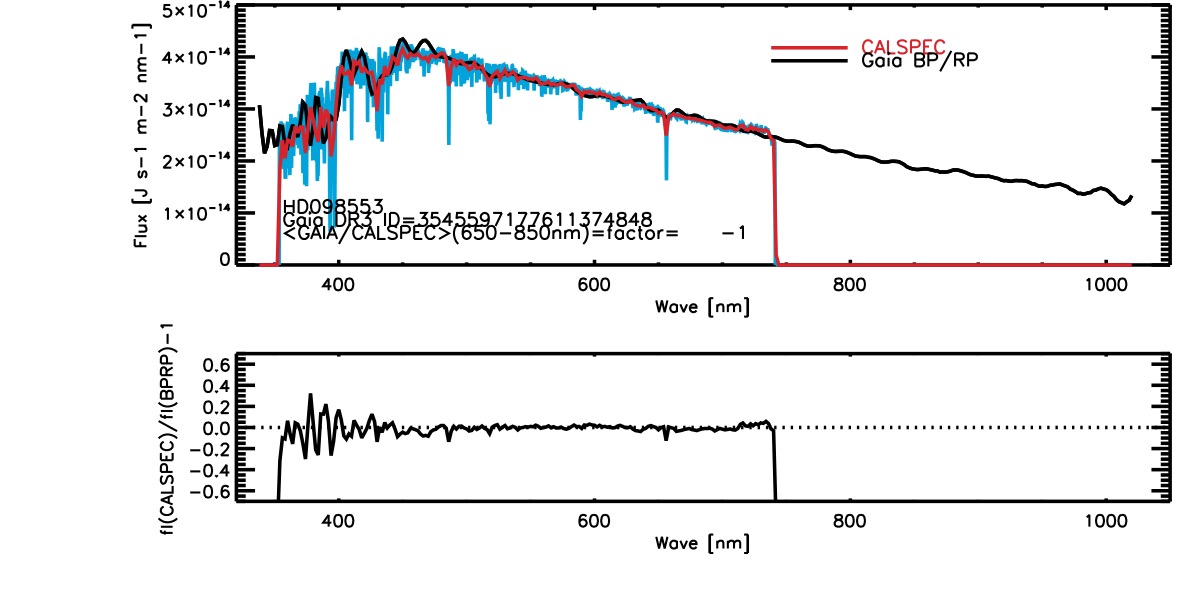 5×10−14
4×10−14
3×10−14
2×10−14
1×10−14
0
Flux [J s−1 m−2 nm−1]
CALSPEC
Gaia BP/RP
HD098553
Gaia DR3 ID=3545597177611374848
<GAIA/CALSPEC>(650−850nm)=factor= −1
400 600 800 1000
Wave [nm]
fl(CALSPEC)/fl(BPRP)−1
0.6
0.4
0.2
0.0
−0.2
−0.4
−0.6
400 600 800 1000
Wave [nm]